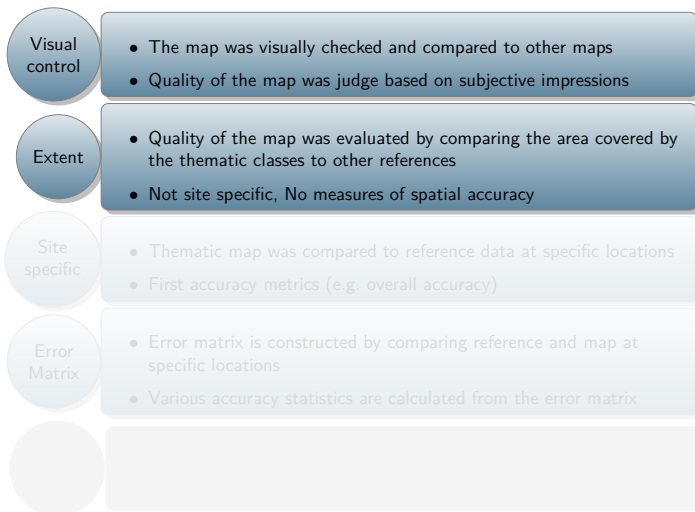 Visual
control
• The map was visually checked and compared to other maps
• Quality of the map was judge based on subjective impressions
Extent
• Quality of the map was evaluated by comparing the area covered by
the thematic classes to other references
• Not site specific, No measures of spatial accuracy
Site
specific
• Thematic map was compared to reference data at specific locations
• First accuracy metrics (e.g. overall accuracy)
Error
Matrix
• Error matrix is constructed by comparing reference and map at
specific locations
• Various accuracy statistics are calculated from the error matrix